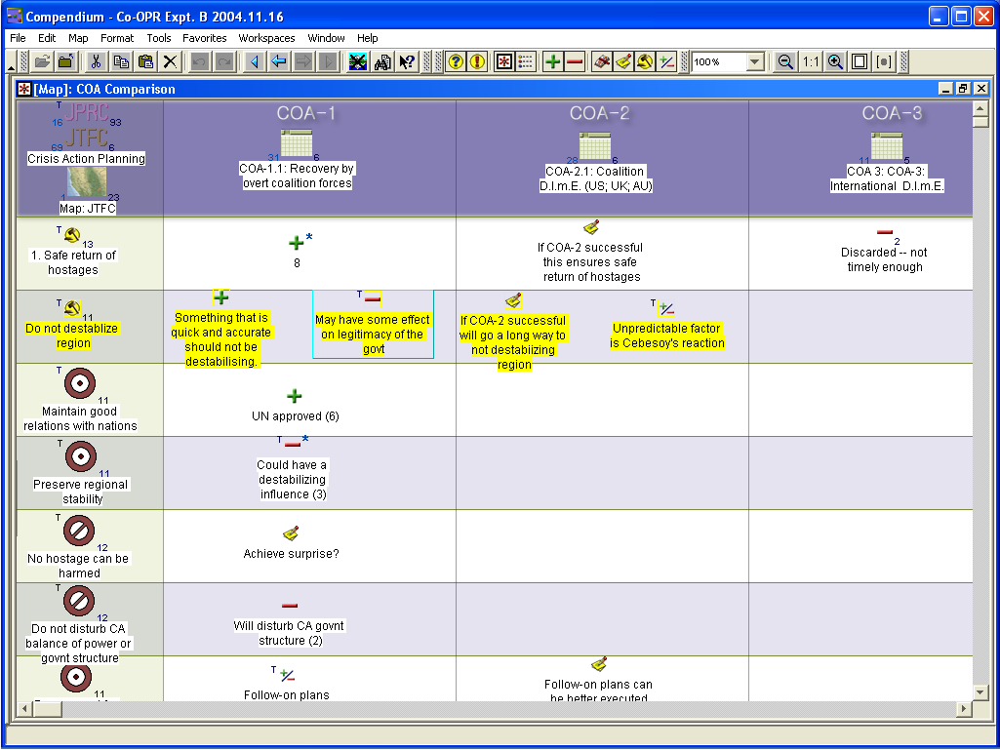 Compendium - Co-OPR Expt. B 2004.11.16
File Edit Map Format Tools Favorites Workspaces Window Help
100%
1:1
[Map]: COA Comparison
T
JPRC
16 93
JTFC
69 6
Crisis Action Planning
1 23
Map: JTFC
COA-1
31 6
COA-1.1: Recovery by
overt coalition forces
COA-2
28 6
COA-2.1: Coalition
D.I.m.E. (US; UK; AU)
COA-3
11 5
COA 3: COA-3:
International D.I.m.E.
T
13
1. Safe return of
hostages
*
8
If COA-2 successful
this ensures safe
return of hostages
2
Discarded -- not
timely enough
T
11
Do not destablize
region
Something that is
quick and accurate
should not be
destabilising.
T
May have some effect
on legitimacy of the
govt
If COA-2 successful
will go a long way to
not destabiizing
region
T
Unpredictable factor
is Cebesoy's reaction
T
11
Maintain good
relations with nations
UN approved (6)
T
11
Preserve regional
stability
T *
Could have a
destabilizing
influence (3)
T
12
No hostage can be
harmed
Achieve surprise?
T
12
Do not disturb CA
balance of power or
govnt structure
Will disturb CA govnt
structure (2)
11
T
Follow-on plans
Follow-on plans can
be better executed